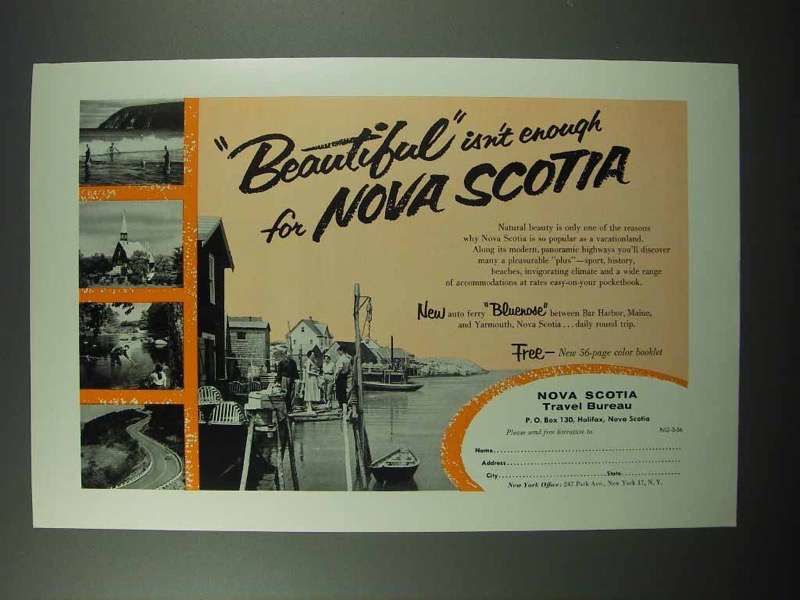 "Beautiful" isn't enough
for NOVA SCOTIA
Natural beauty is only one of the reasons
why Nova Scotia is so popular as a vacationland.
Along its modern, panoramic highways you'll discover
many a pleasurable "plus"—sport, history,
beaches, invigorating climate and a wide range
of accommodations at rates easy-on-your pocketbook.
New auto ferry "Bluenose" between Bar Harbor, Maine,
and Yarmouth, Nova Scotia...daily round trip.
Free— New 56-page color booklet
NOVA SCOTIA
Travel Bureau
P. O. Box 130, Halifax, Nova Scotia
Please send free literature to. NG2-3-56
Name
Address
City State
New York Office: 247 Park Ave., New York 17, N. Y.